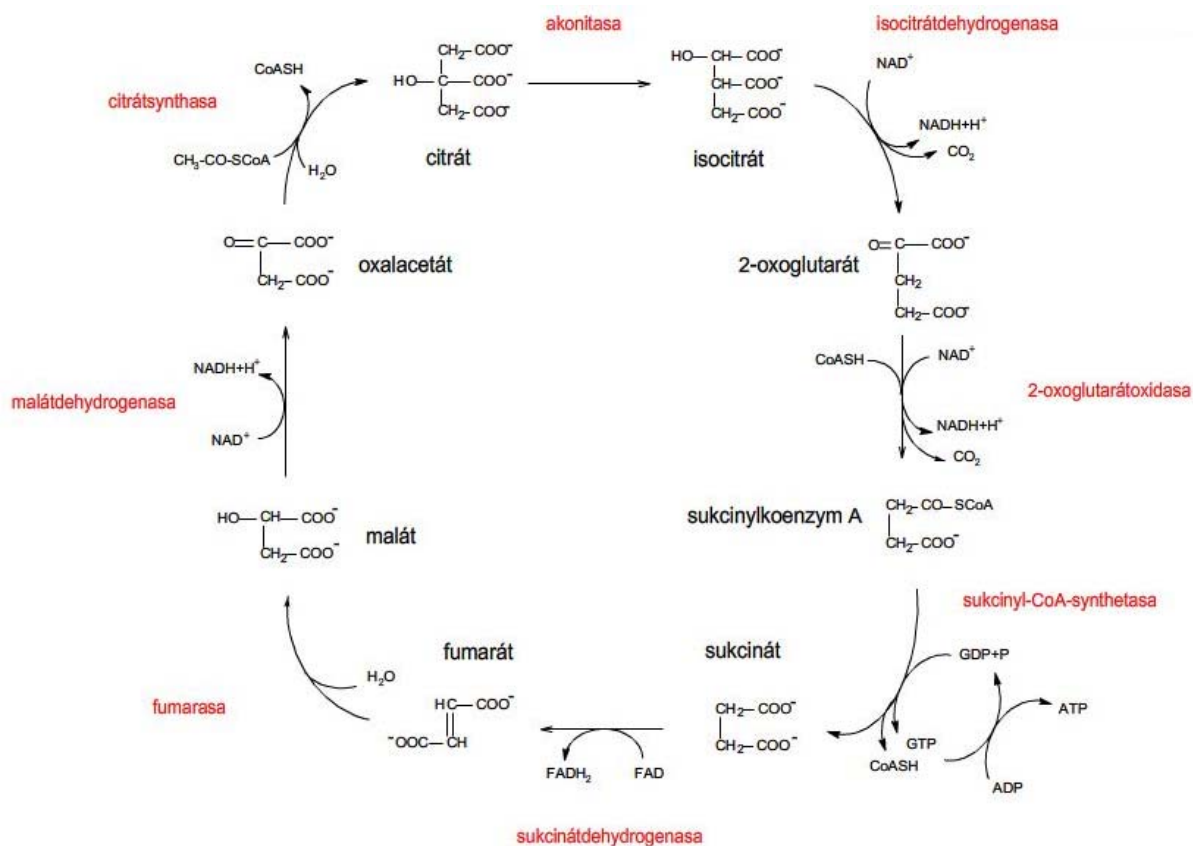 akonitasa
isocitrátdehydrogenasa
CH₂–COO⁻
HO–C–COO⁻
CH₂–COO⁻
citrát
HO–CH–COO⁻
CH–COO⁻
CH₂–COO⁻
isocitrát
NAD⁺
NADH+H⁺
CO₂
CoASH
citrátsynthasa
CH₃-CO-SCoA
H₂O
O=C–COO⁻
CH₂–COO⁻
oxalacetát
2-oxoglutarát
O=C–COO⁻
CH₂
CH₂–COO⁻
CoASH
NAD⁺
2-oxoglutarátoxidasa
NADH+H⁺
CO₂
NADH+H⁺
malátdehydrogenasa
NAD⁺
HO–CH–COO⁻
CH₂–COO⁻
malát
sukcinylkoenzym A
CH₂-CO–SCoA
CH₂–COO⁻
sukcinyl-CoA-synthetasa
GDP+P
ATP
GTP
CoASH
ADP
sukcinát
CH₂–COO⁻
CH₂–COO⁻
fumarát
HC–COO⁻
⁻OOC–CH
H₂O
fumarasa
FADH₂
FAD
sukcinátdehydrogenasa